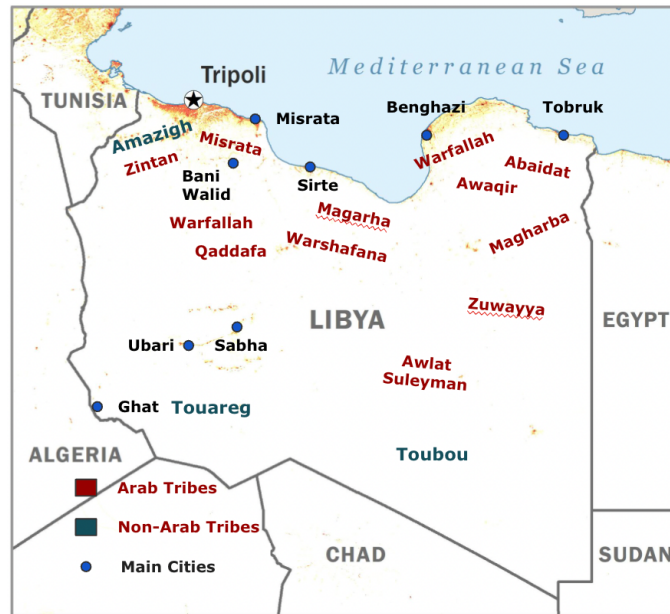 Mediterranean Sea
Tripoli
TUNISIA
Misrata
Benghazi
Tobruk
Amazigh
Misrata
Zintan
Warfallah
Abaidat
Bani
Walid
Sirte
Awaqir
Warfallah
Magarha
Qaddafa
Warshafana
Magharba
Zuwayya
LIBYA
EGYPT
Ubari
Sabha
Awlat
Suleyman
Ghat
Touareg
ALGERIA
Toubou
Arab Tribes
Non-Arab Tribes
Main Cities
CHAD
SUDAN